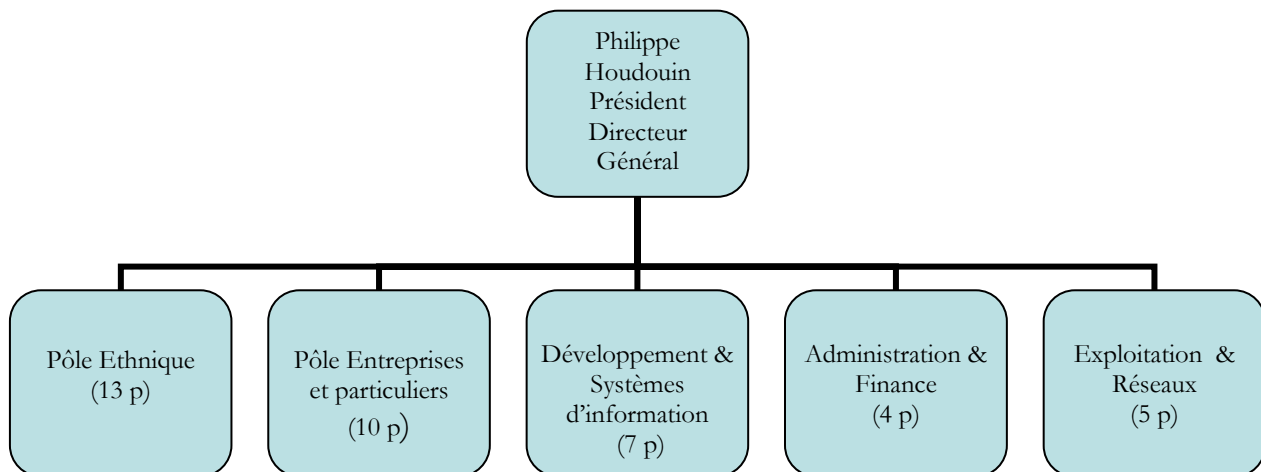 Philippe
Houdouin
Président
Directeur
Général
Pôle Ethnique
(13 p)
Pôle Entreprises
et particuliers
(10 p)
Développement &
Systèmes
d'information
(7 p)
Administration &
Finance
(4 p)
Exploitation &
Réseaux
(5 p)